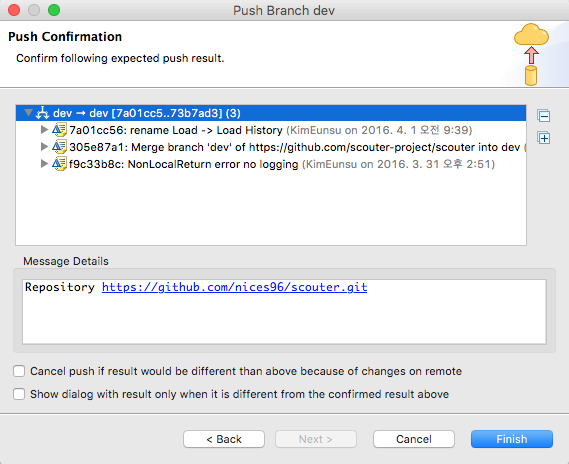 Push Branch dev
Push Confirmation
Confirm following expected push result.
dev → dev [7a01cc5..73b7ad3] (3)
7a01cc56: rename Load -> Load History (KimEunsu on 2016. 4. 1 오전 9:39)
305e87a1: Merge branch 'dev' of https://github.com/scouter-project/scouter into dev (
f9c33b8c: NonLocalReturn error no logging (KimEunsu on 2016. 3. 31 오후 2:51)
Message Details
Repository https://github.com/nices96/scouter.git
Cancel push if result would be different than above because of changes on remote
Show dialog with result only when it is different from the confirmed result above
< Back
Next >
Cancel
Finish